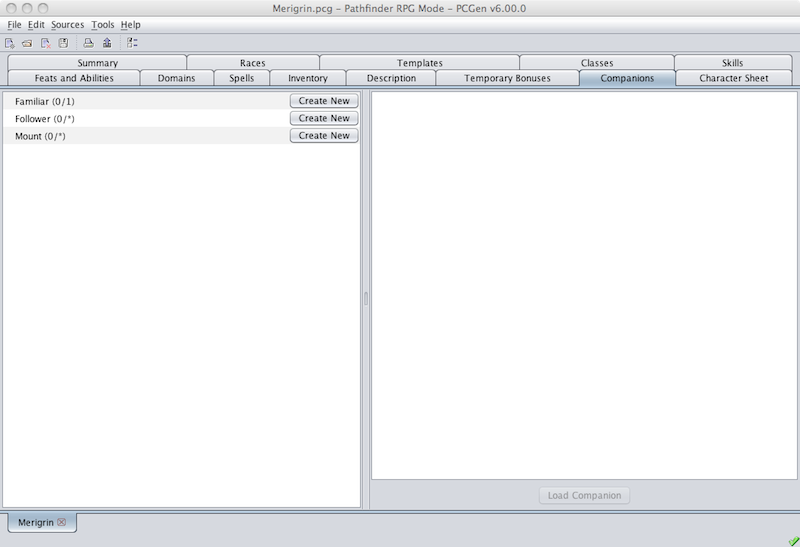 Merigrin.pcg - Pathfinder RPG Mode - PCGen v6.00.0
File Edit Sources Tools Help
Summary Races Templates Classes Skills
Feats and Abilities Domains Spells Inventory Description Temporary Bonuses Companions Character Sheet
Familiar (0/1) Create New
Follower (0/*) Create New
Mount (0/*) Create New
Load Companion
Merigrin